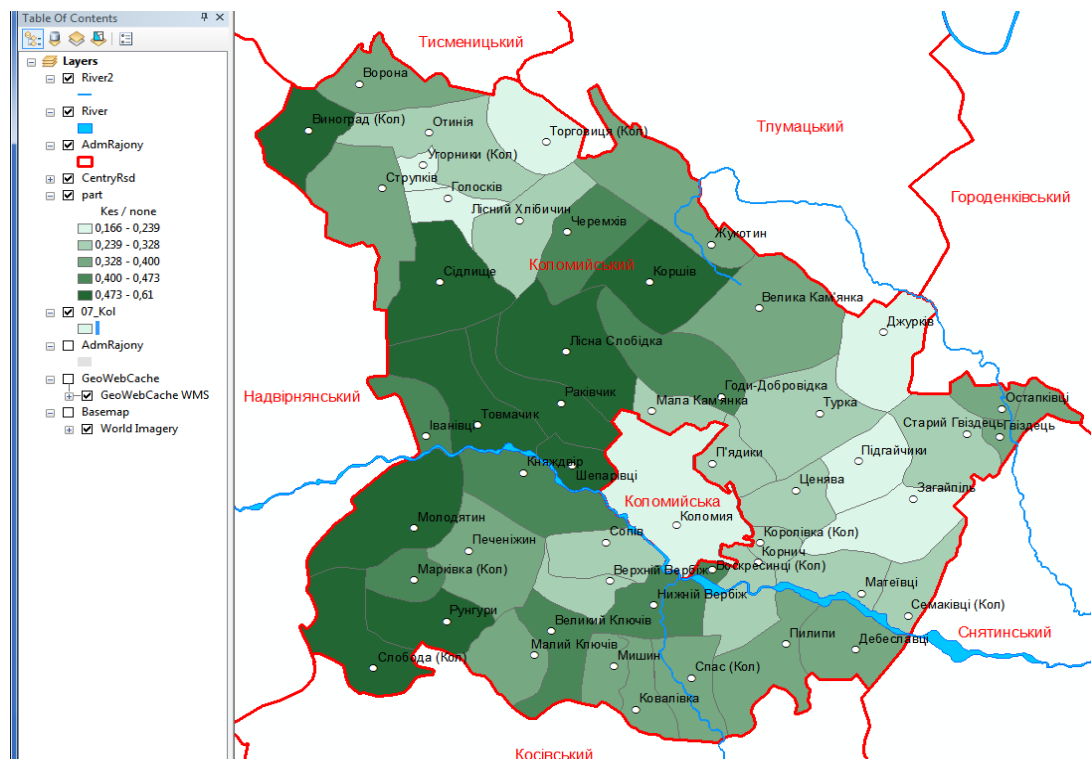 Table Of Contents
Layers
River2
River
AdmRajony
CentryRsd
part
Kes / none
0,166 - 0,239
0,239 - 0,328
0,328 - 0,400
0,400 - 0,473
0,473 - 0,61
07_Kol
AdmRajony
GeoWebCache
GeoWebCache WMS
Basemap
World Imagery
Тисменицький
Ворона
Виноград (Кол)
Отинія
Торговиця (Кол)
Тлумацький
Угорники (Кол)
Струпків
Голосків
Городенківський
Лісний Хлібичин
Черемхів
Жукотин
Коломийський
Сідлище
Коршів
Велика Кам'янка
Джурків
Лісна Слобідка
Надвірнянський
Раківчик
Годи-Добровідка
Мала Кам'янка
Турка
Остапківці
Товмачик
Іванівці
Старий Гвіздець
Гвіздець
П'ядики
Підгайчики
Княждвір
Шепарівці
Ценява
Загайпіль
Коломийська
Коломия
Молодятин
Печеніжин
Сопів
Королівка (Кол)
Корнич
Марківка (Кол)
Верхній Вербіж
Воскресинці (Кол)
Матеївці
Нижній Вербіж
Семаківці (Кол)
Рунгури
Великий Ключів
Снятинський
Малий Ключів
Пилипи
Дебеславці
Слобода (Кол)
Мишин
Спас (Кол)
Ковалівка
Косівський